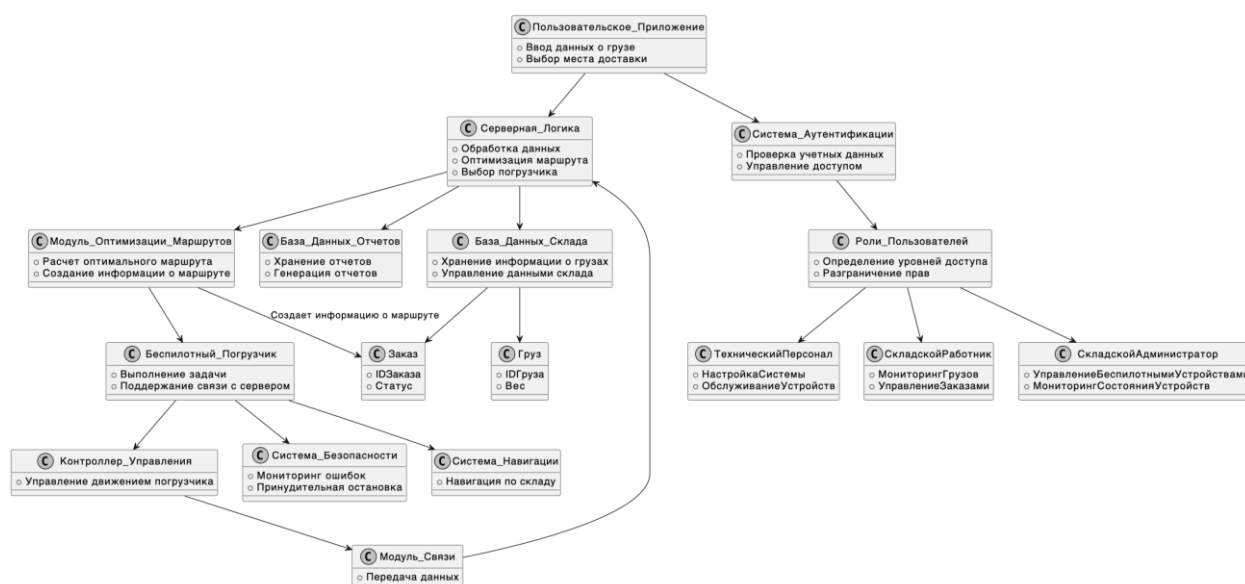 C Пользовательское_Приложение
Ввод данных о грузе
Выбор места доставки
C Серверная_Логика
Обработка данных
Оптимизация маршрута
Выбор погрузчика
C Система_Аутентификации
Проверка учетных данных
Управление доступом
C Модуль_Оптимизации_Маршрутов
Расчет оптимального маршрута
Создание информации о маршруте
C База_Данных_Отчетов
Хранение отчетов
Генерация отчетов
C База_Данных_Склада
Хранение информации о грузах
Управление данными склада
C Роли_Пользователей
Определение уровней доступа
Разграничение прав
Создает информацию о маршруте
C Беспилотный_Погрузчик
Выполнение задачи
Поддержание связи с сервером
C Заказ
IDЗаказа
Статус
C Груз
IDГруза
Вес
C ТехническийПерсонал
НастройкаСистемы
ОбслуживаниеУстройств
C СкладскойРаботник
МониторингГрузов
УправлениеЗаказами
C СкладскойАдминистратор
УправлениеБеспилотнымиУстройствами
МониторингСостоянияУстройств
C Контроллер_Управления
Управление движением погрузчика
C Система_Безопасности
Мониторинг ошибок
Принудительная остановка
C Система_Навигации
Навигация по складу
C Модуль_Связи
Передача данных